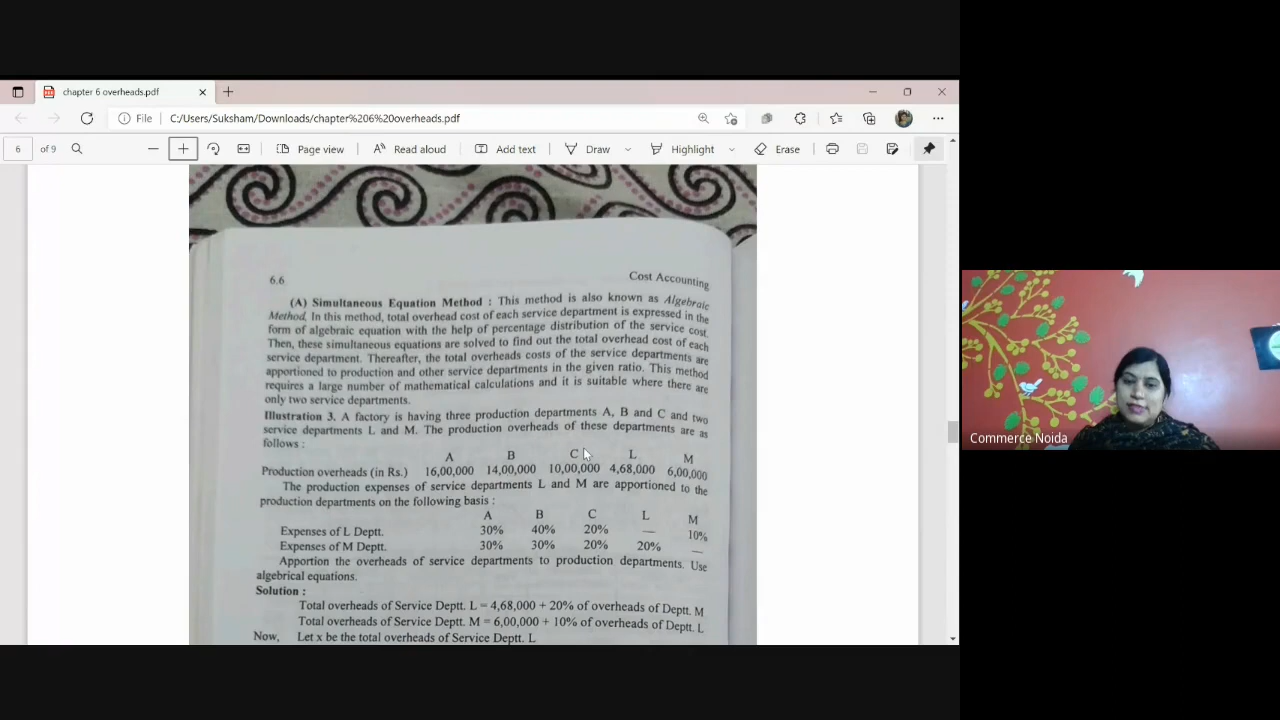 chapter 6 overheads.pdf
File
C:/Users/Suksham/Downloads/chapter%206%20overheads.pdf
6 of 9
Page view
Read aloud
Add text
Draw
Highlight
Erase
6.6
Cost Accounting
(A) Simultaneous Equation Method : This method is also known as Algebraic
Method. In this method, total overhead cost of each service department is expressed in the
form of algebraic equation with the help of percentage distribution of the service cost.
Then, these simultaneous equations are solved to find out the total overhead cost of each
service department. Thereafter, the total overheads costs of the service departments are
apportioned to production and other service departments in the given ratio. This method
requires a large number of mathematical calculations and it is suitable where there are
only two service departments.
Illustration 3. A factory is having three production departments A, B and C and two
service departments L and M. The production overheads of these departments are as
follows :
A B C L M
Production overheads (in Rs.) 16,00,000 14,00,000 10,00,000 4,68,000 6,00,000
The production expenses of service departments L and M are apportioned to the
production departments on the following basis :
A B C L M
Expenses of L Deptt. 30% 40% 20% — 10%
Expenses of M Deptt. 30% 30% 20% 20% —
Apportion the overheads of service departments to production departments. Use
algebrical equations.
Solution :
Total overheads of Service Deptt. L = 4,68,000 + 20% of overheads of Deptt. M
Total overheads of Service Deptt. M = 6,00,000 + 10% of overheads of Deptt. L
Now, Let x be the total overheads of Service Deptt. L
Commerce Noida